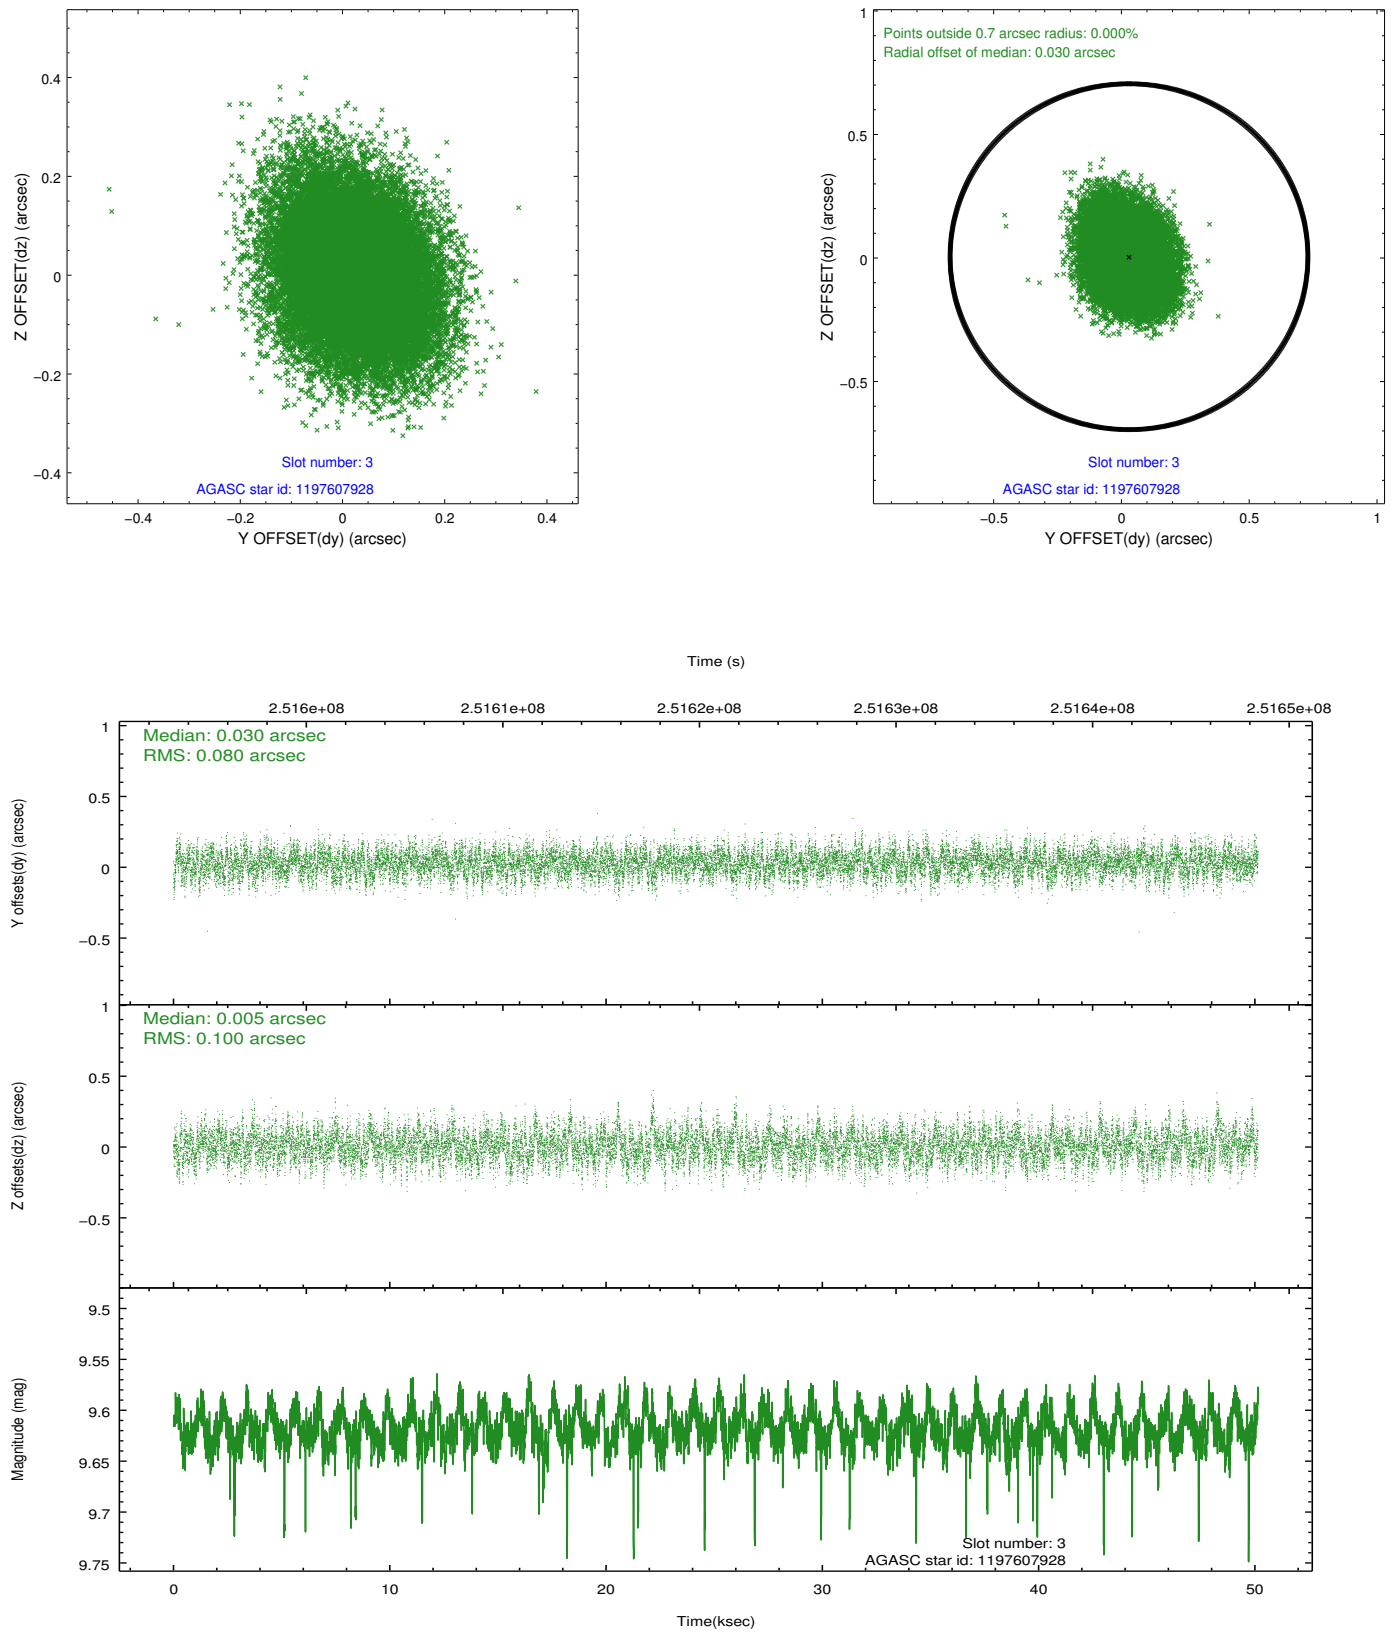 0.4
0.2
0
−0.2
−0.4
Z OFFSET(dz) (arcsec)
Slot number: 3
AGASC star id: 1197607928
−0.4 −0.2 0 0.2 0.4
Y OFFSET(dy) (arcsec)
1
0.5
0
−0.5
Z OFFSET(dz) (arcsec)
Points outside 0.7 arcsec radius: 0.000%
Radial offset of median: 0.030 arcsec
Slot number: 3
AGASC star id: 1197607928
−0.5 0 0.5 1
Y OFFSET(dy) (arcsec)
Time (s)
2.516e+08 2.5161e+08 2.5162e+08 2.5163e+08 2.5164e+08 2.5165e+08
Median: 0.030 arcsec
RMS: 0.080 arcsec
1
0.5
0
−0.5
Y offsets(dy) (arcsec)
Median: 0.005 arcsec
RMS: 0.100 arcsec
1
0.5
0
−0.5
Z offsets(dz) (arcsec)
9.5
9.55
9.6
9.65
9.7
9.75
Magnitude (mag)
Slot number: 3
AGASC star id: 1197607928
0 10 20 30 40 50
Time(ksec)